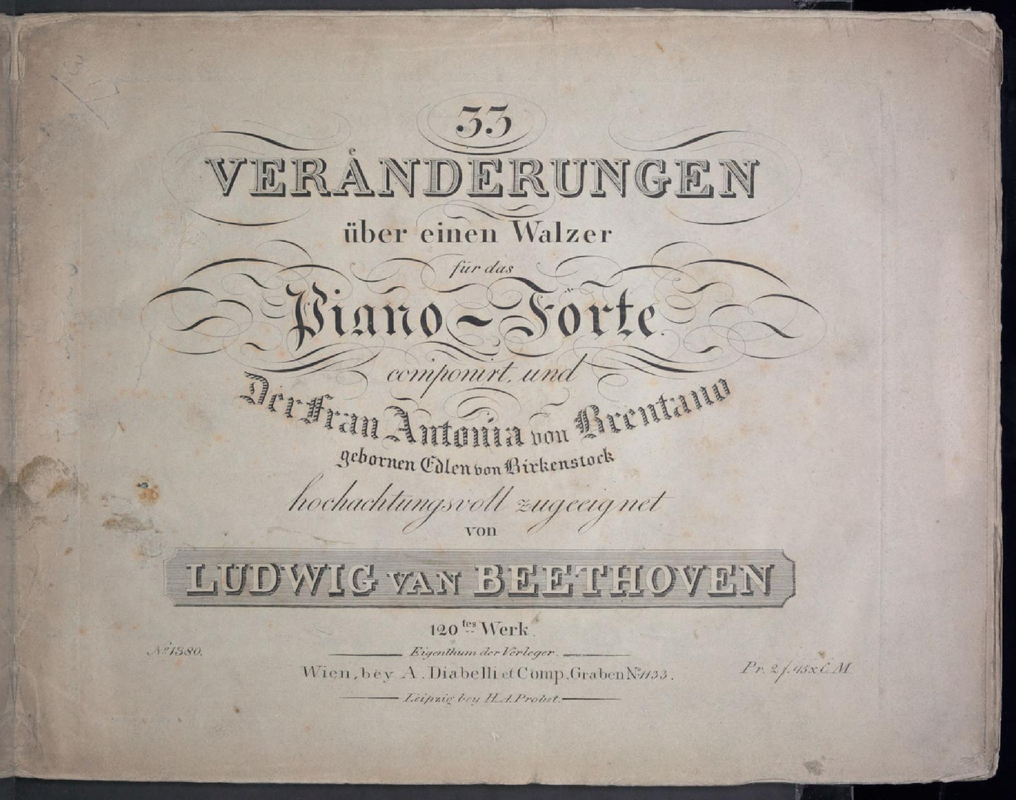 33
VERÄNDERUNGEN
über einen Walzer
für das
Piano-Forte.
componirt, und
Der Frau Antonia von Brentano
gebornen Edlen von Birkenstock
hochachtungsvoll zugeeignet
von
LUDWIG VAN BEETHOVEN
120tes Werk.
No. 1380.
Eigenthum der Verleger.
Wien, bey A. Diabelli et Comp. Graben No. 1133.
Pr. 2 f. 45 x C. M
Leipzig, bey H. A. Probst.